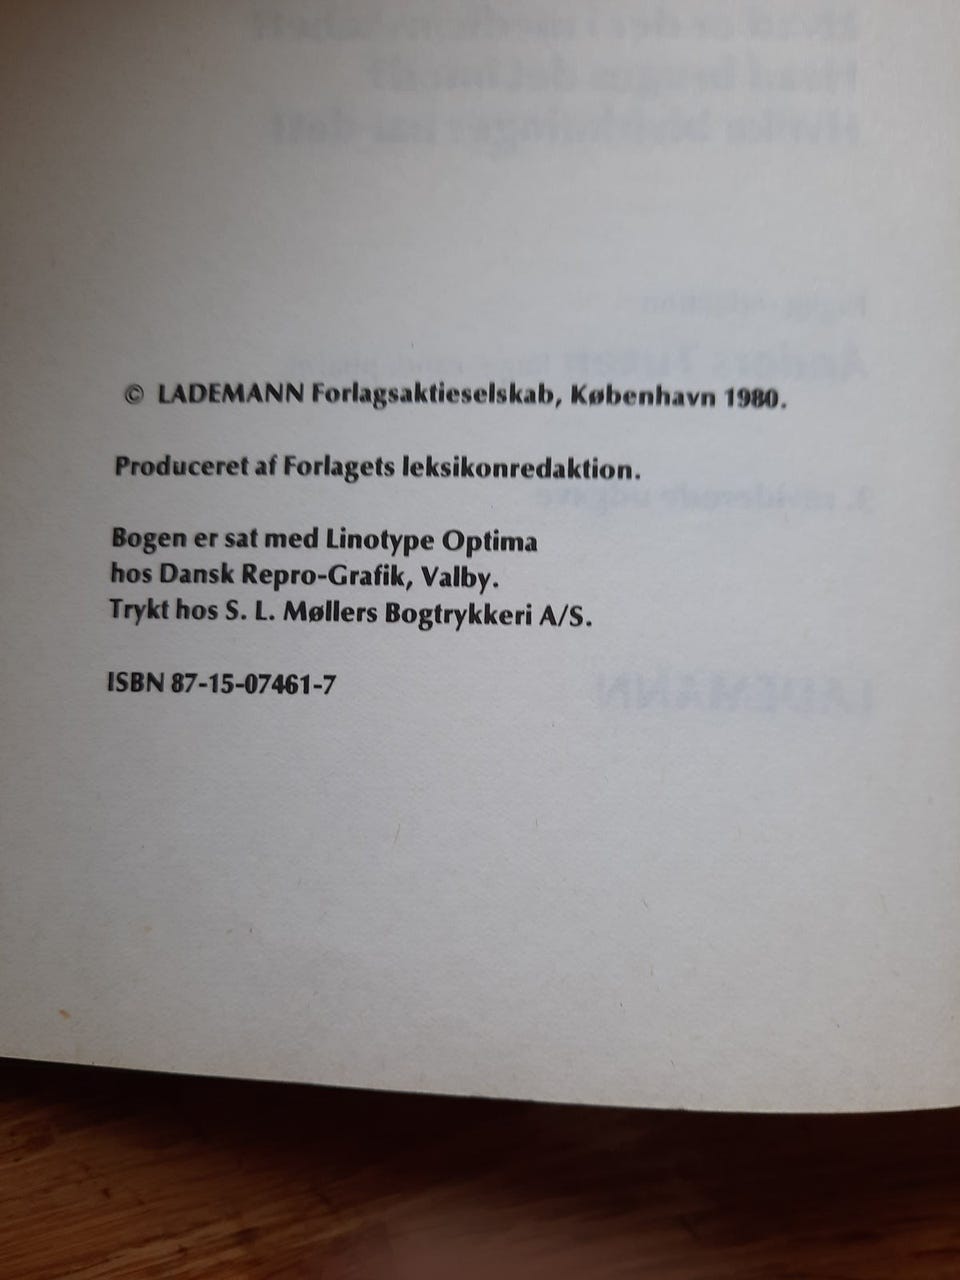 © LADEMANN Forlagsaktieselskab, København 1980.
Produceret af Forlagets leksikonredaktion.
Bogen er sat med Linotype Optima
hos Dansk Repro-Grafik, Valby.
Trykt hos S. L. Møllers Bogtrykkeri A/S.
ISBN 87-15-07461-7
LADEMANN